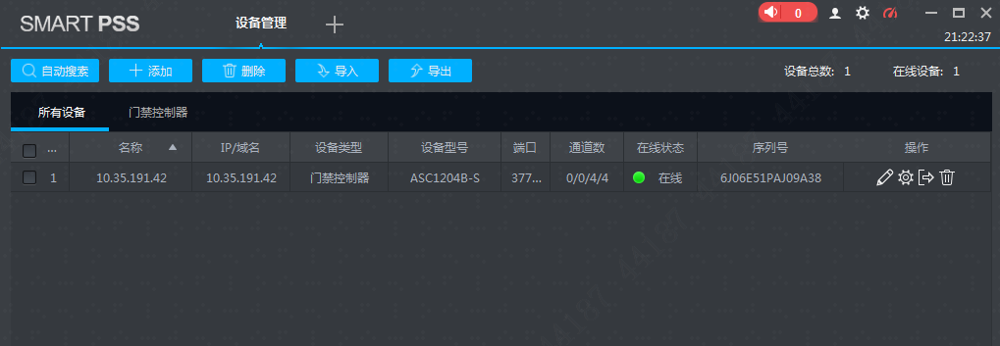 SMART PSS 设备管理 0
21:22:37
自动搜索 添加 删除 导入 导出 设备总数: 1 在线设备: 1
所有设备 门禁控制器
... 名称 IP/域名 设备类型 设备型号 端口 通道数 在线状态 序列号 操作
1 10.35.191.42 10.35.191.42 门禁控制器 ASC1204B-S 377... 0/0/4/4 在线 6J06E51PAJ09A38